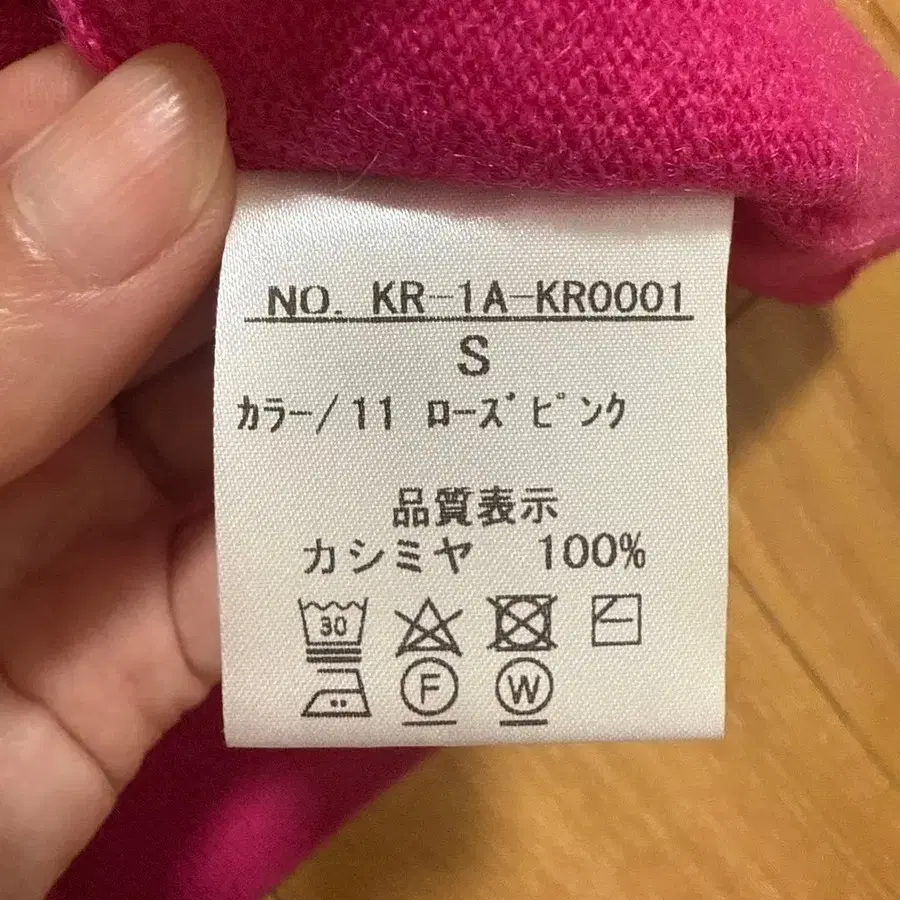 NO. KR-1A-KR0001
S
カラー/11 ローズピンク
品質表示
カシミヤ 100%
30
F W